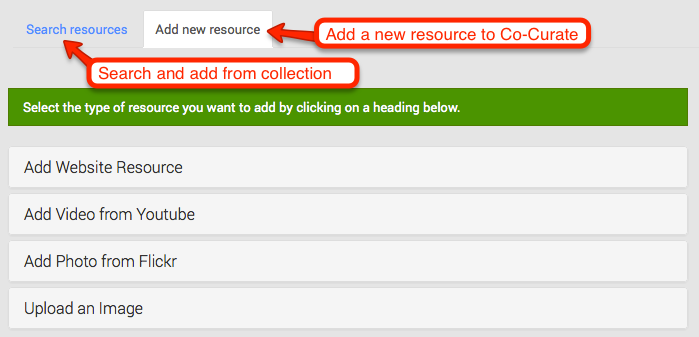 Search resources
Add new resource
Add a new resource to Co-Curate
Search and add from collection
Select the type of resource you want to add by clicking on a heading below.
Add Website Resource
Add Video from Youtube
Add Photo from Flickr
Upload an Image